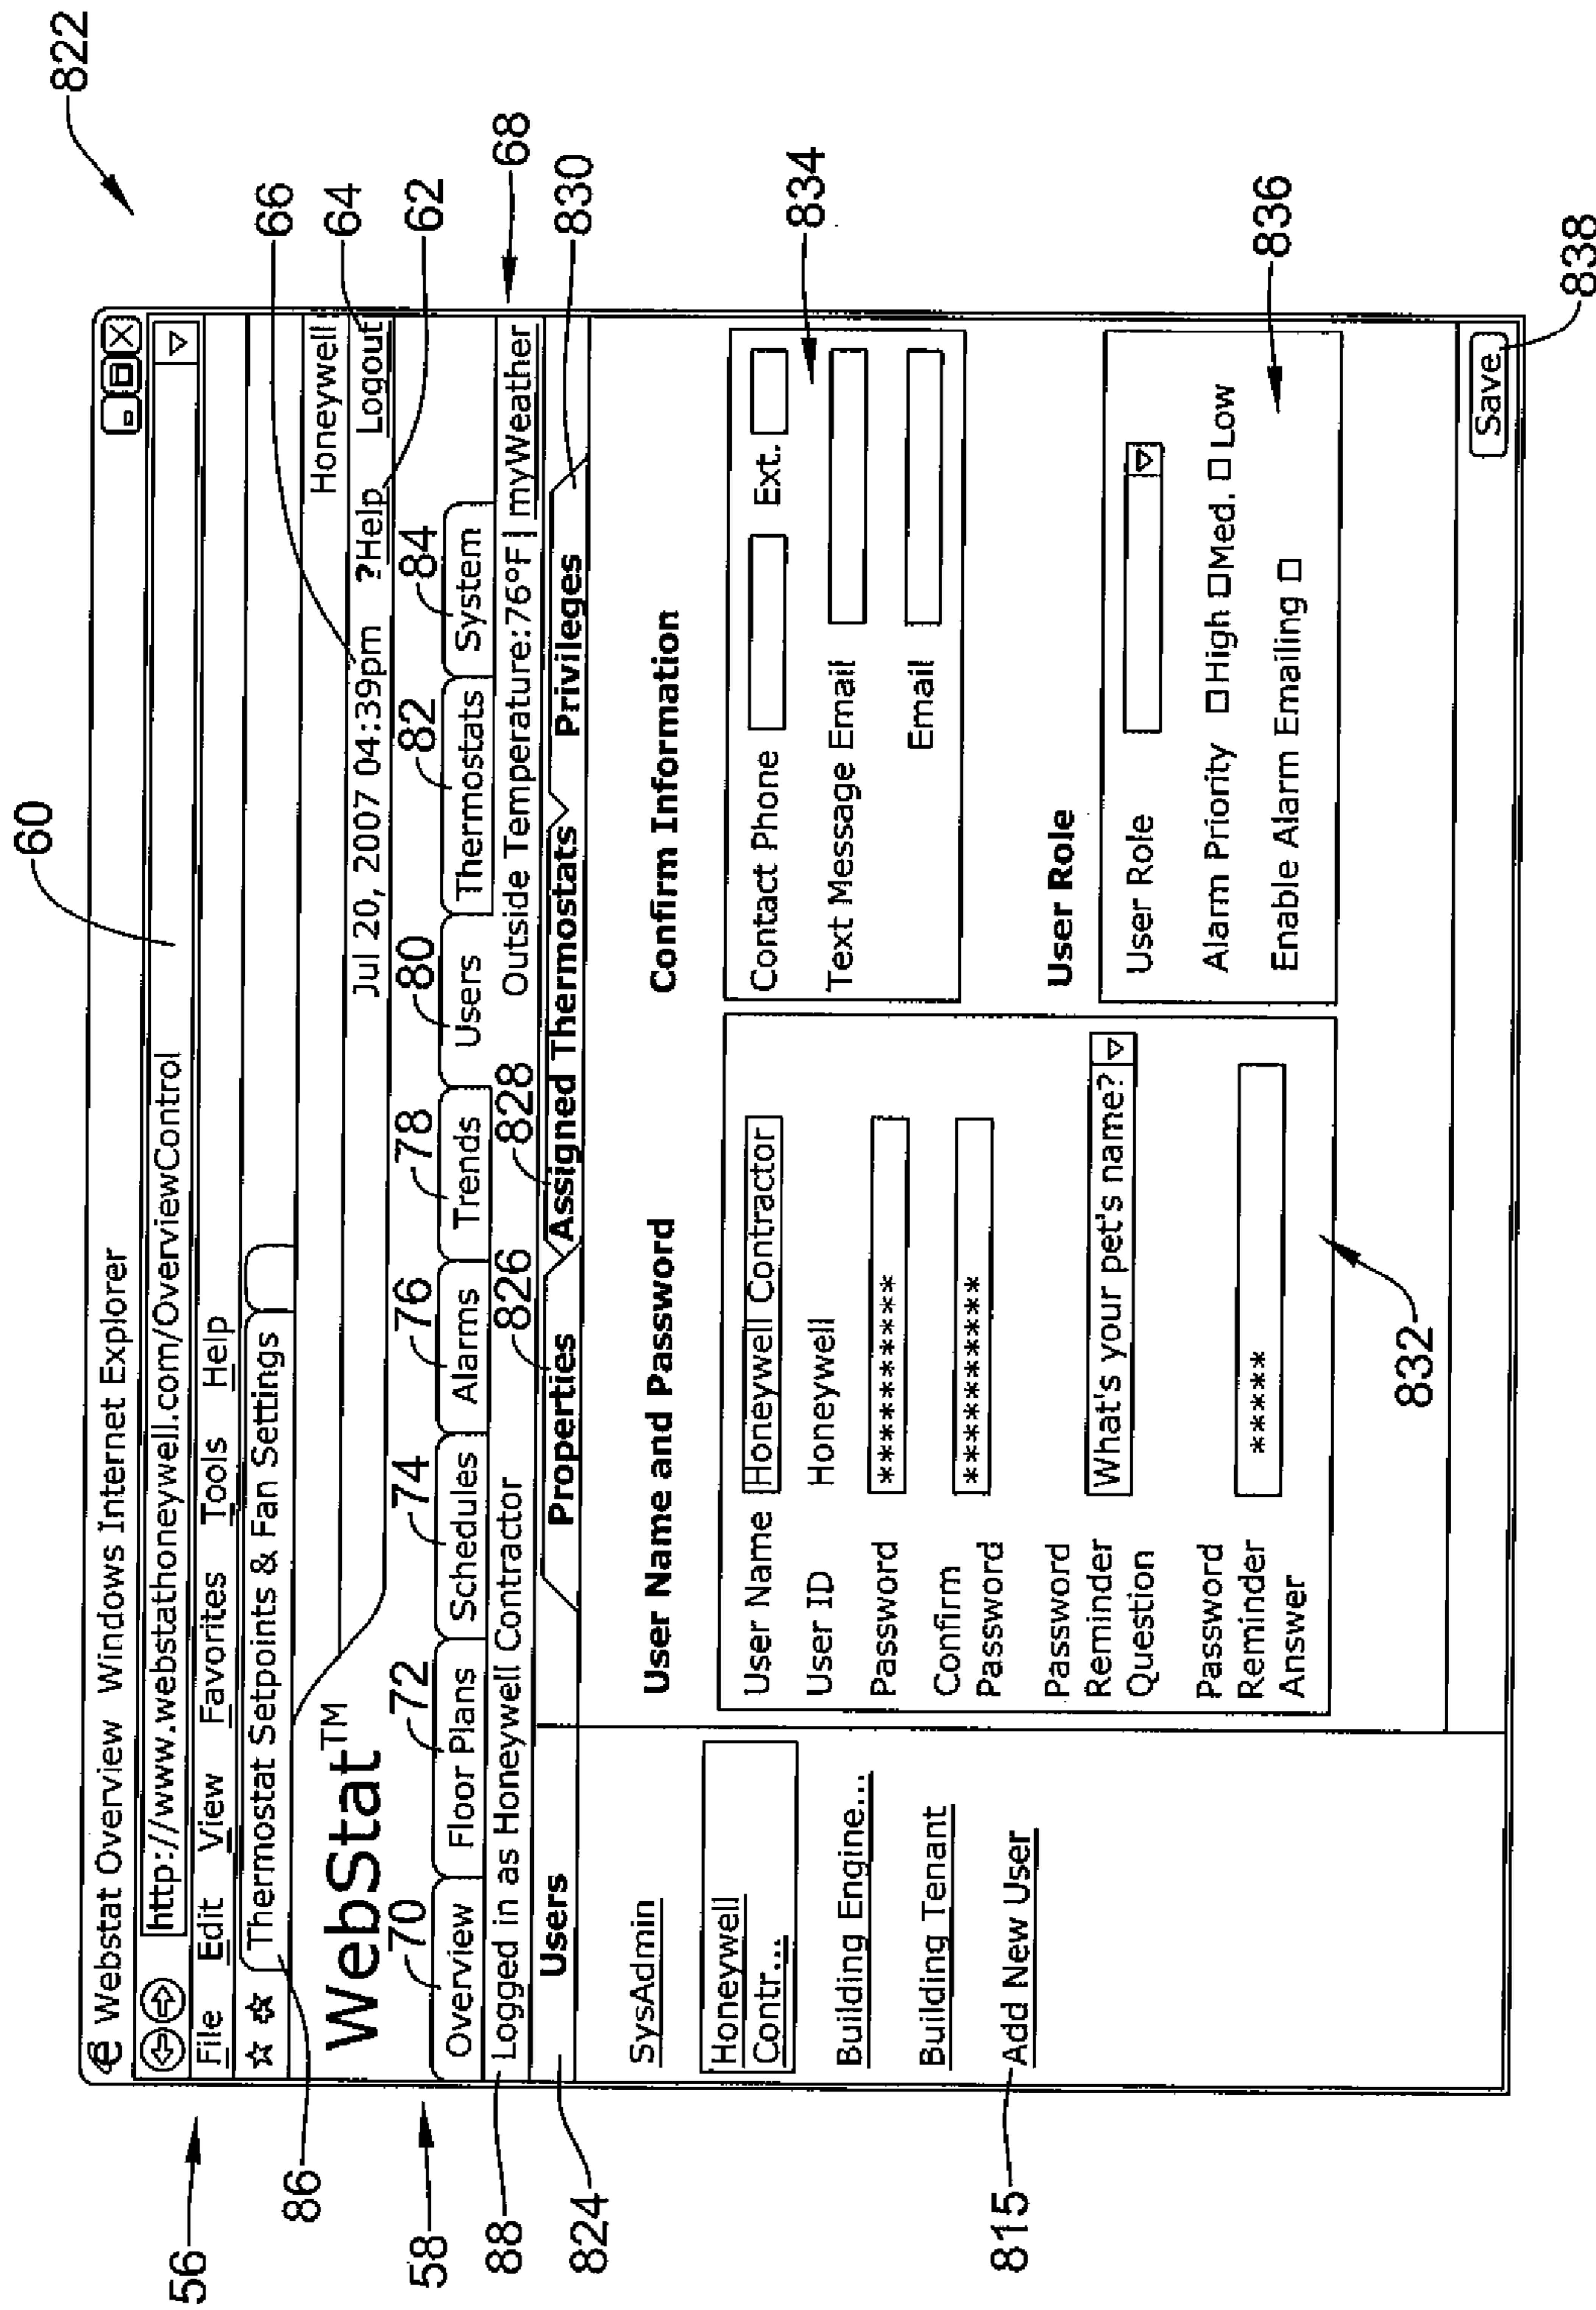 822
60
Webstat Overview Windows Internet Explorer
http://www.webstathoneywell.com/OverviewControl
56
File Edit View Favorites Tools Help
Thermostat Setpoints & Fan Settings
86
66
64
62
Honeywell
WebStat™
Jul 20, 2007 04:39pm ?Help Logout
58
70 72 74 76 78 80 82 84
Overview Floor Plans Schedules Alarms Trends Users Thermostats System
88
Logged in as Honeywell Contractor Outside Temperature:76°F| myWeather
68
824
826 828 830
Users Properties Assigned Thermostats Privileges
SysAdmin
Honeywell
Contr...
Building Engine...
Building Tenant
815
Add New User
User Name and Password
User Name Honeywell Contractor
User ID Honeywell
Password **********
Confirm
Password **********
Password
Reminder
Question What's your pet's name?
Password
Reminder
Answer *****
832
Confirm Information
Contact Phone Ext.
Text Message Email
Email
834
User Role
User Role
Alarm Priority High Med. Low
Enable Alarm Emailing
836
Save
838